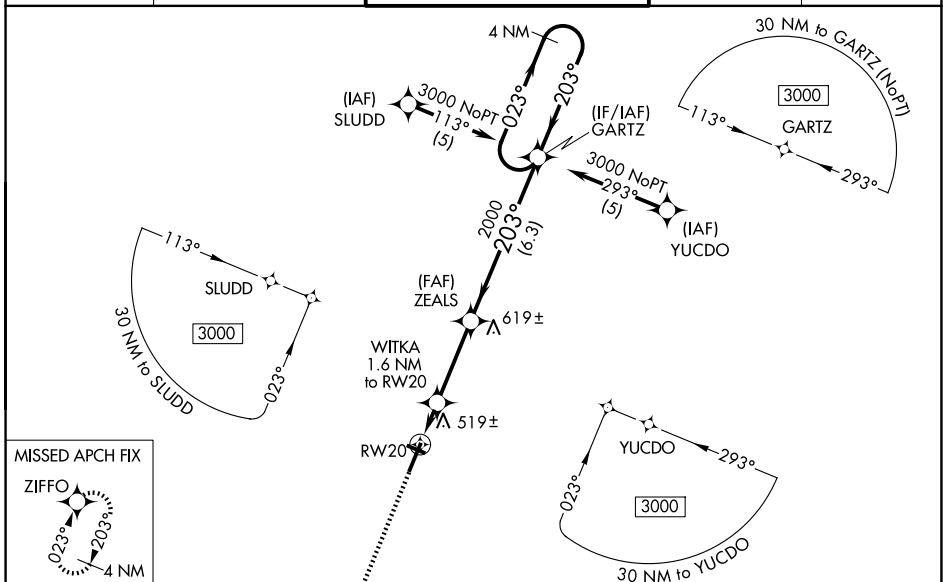 4 NM
30 NM to GARTZ (NoPT)
3000
GARTZ
113°
293°
(IAF)
SLUDD
3000 NoPT
113°
(5)
023°
203°
(IF/IAF)
GARTZ
3000 NoPT
293°
(5)
(IAF)
YUCDO
2000
203°
(6.3)
113°
SLUDD
3000
023°
30 NM to SLUDD
(FAF)
ZEALS
619±
WITKA
1.6 NM
to RW20
519±
RW20
YUCDO
293°
023°
3000
30 NM to YUCDO
MISSED APCH FIX
ZIFFO
023°
203°
4 NM